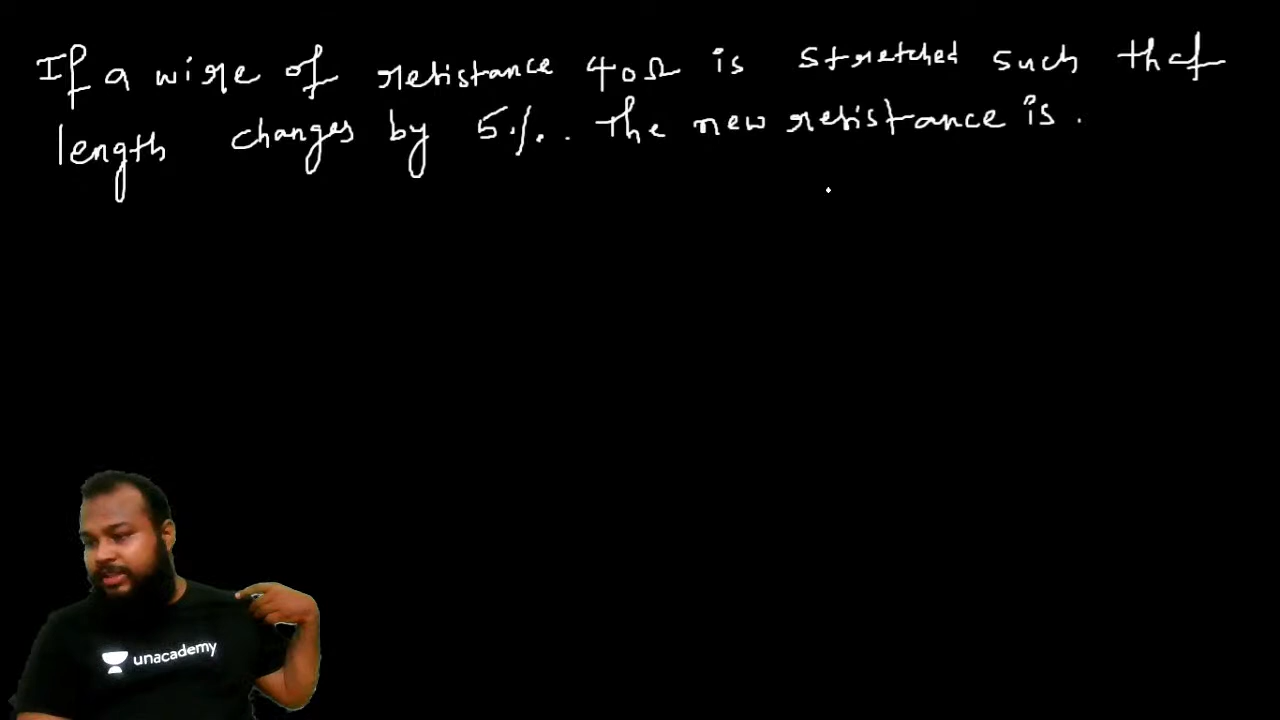 If a wire of resistance 40Ω is stretched such that
length changes by 5%. The new resistance is.
unacademy